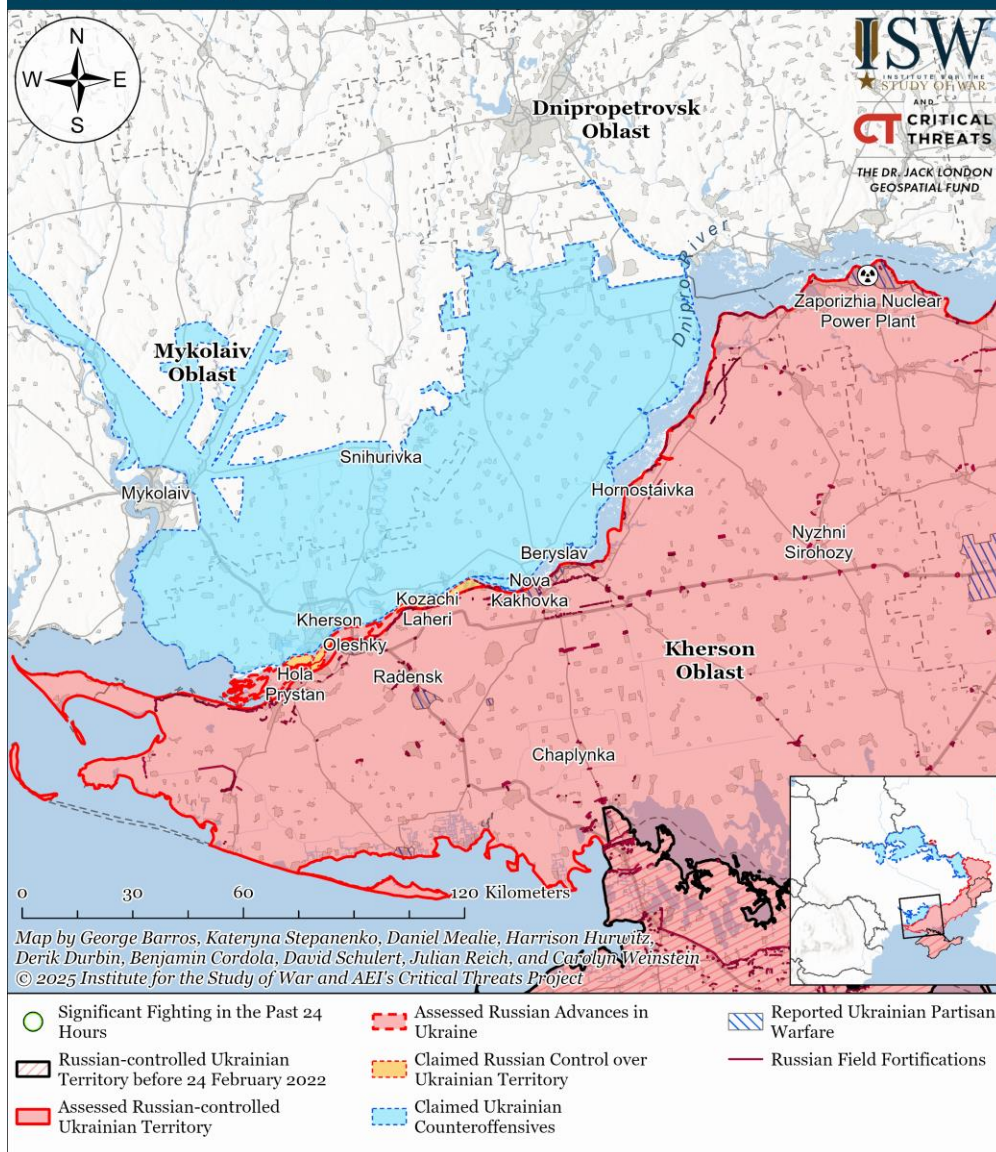 N
W
E
S
ISW
INSTITUTE FOR THE
STUDY OF WAR
AND
CT CRITICAL
THREATS
THE DR. JACK LONDON
GEOSPATIAL FUND
Dnipropetrovsk
Oblast
Dnipro River
Zaporizhia Nuclear
Power Plant
Mykolaiv
Oblast
Snihurivka
Mykolaiv
Hornostaivka
Nyzhni
Sirohozy
Beryslav
Nova
Kakhovka
Kozachi
Laheri
Kherson
Oleshky
Kherson
Oblast
Hola
Prystan
Radensk
Chaplynka
0 30 60 120 Kilometers
Map by George Barros, Kateryna Stepanenko, Daniel Mealie, Harrison Hurwitz,
Derik Durbin, Benjamin Cordola, David Schulert, Julian Reich, and Carolyn Weinstein
© 2025 Institute for the Study of War and AEI's Critical Threats Project
Significant Fighting in the Past 24
Hours
Russian-controlled Ukrainian
Territory before 24 February 2022
Assessed Russian-controlled
Ukrainian Territory
Assessed Russian Advances in
Ukraine
Claimed Russian Control over
Ukrainian Territory
Claimed Ukrainian
Counteroffensives
Reported Ukrainian Partisan
Warfare
Russian Field Fortifications